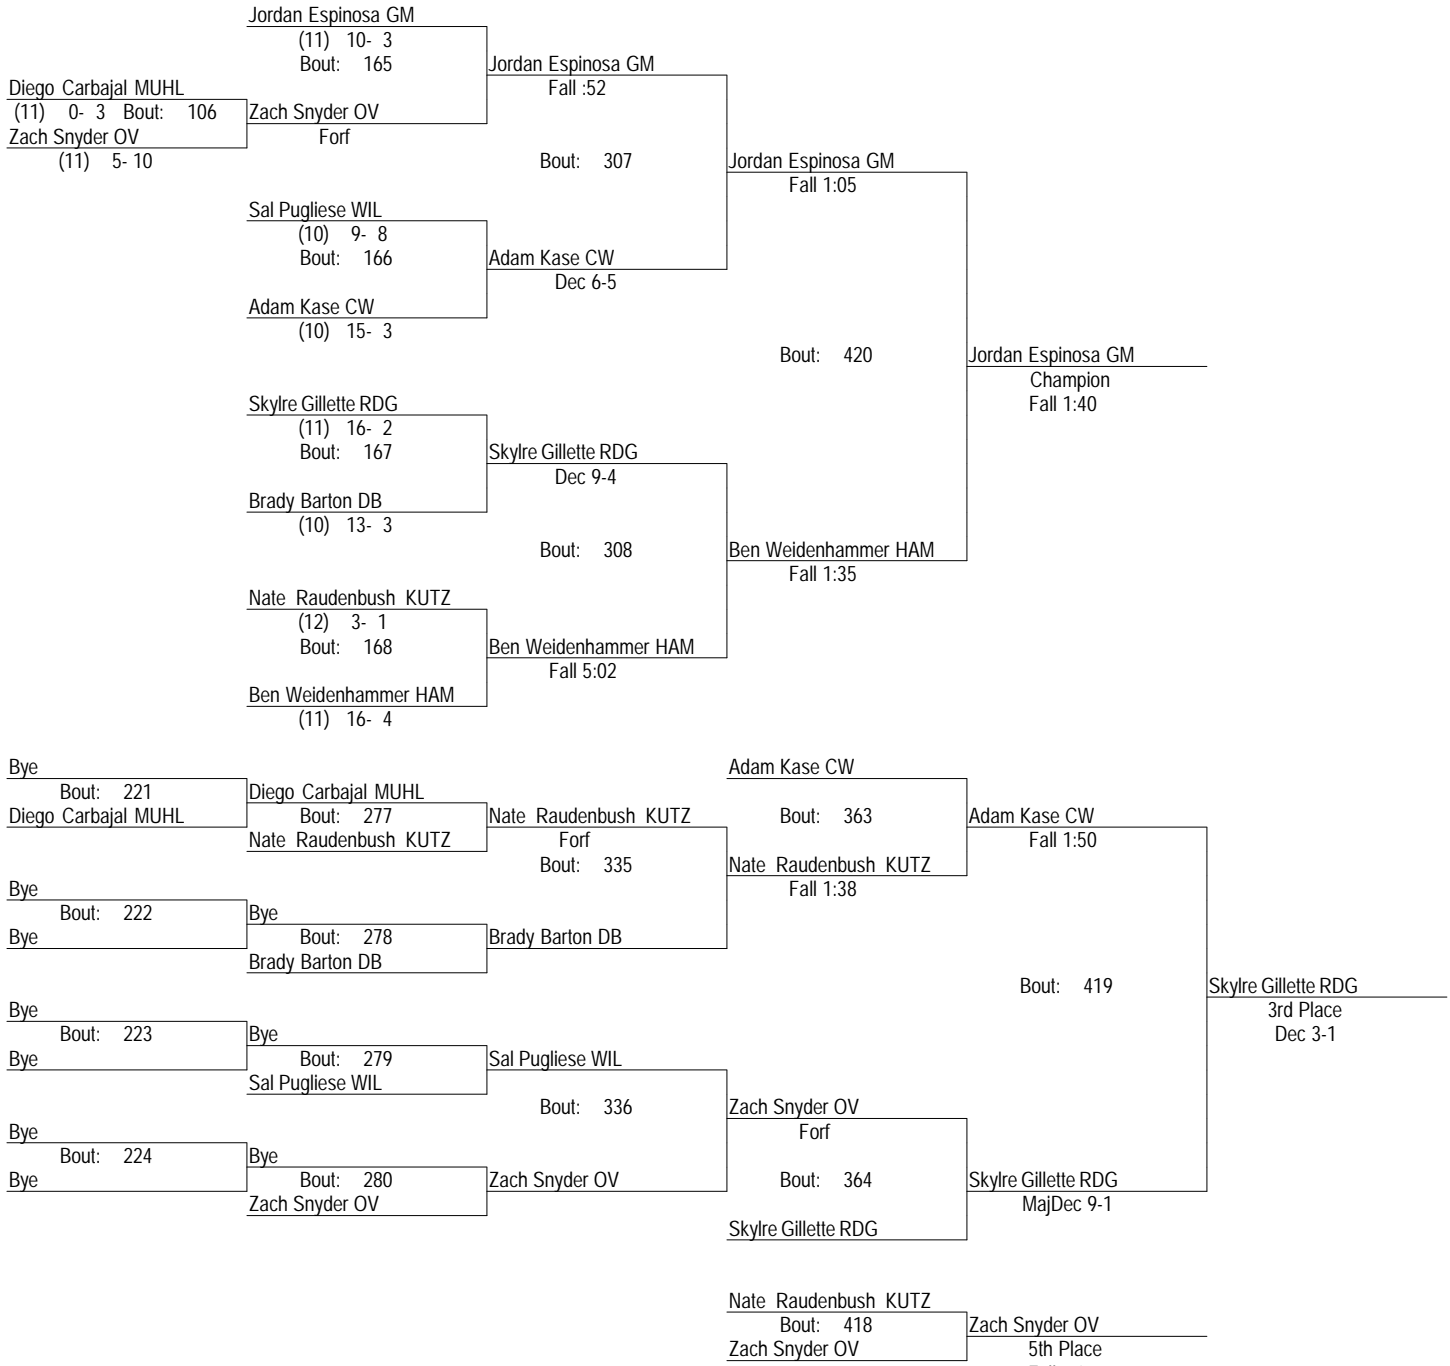 Jordan Espinosa GM
(11) 10- 3
Bout: 165
Jordan Espinosa GM
Fall :52
Diego Carbajal MUHL
(11) 0- 3 Bout: 106
Zach Snyder OV
Forf
Zach Snyder OV
(11) 5- 10
Bout: 307
Jordan Espinosa GM
Fall 1:05
Sal Pugliese WIL
(10) 9- 8
Bout: 166
Adam Kase CW
Dec 6-5
Adam Kase CW
(10) 15- 3
Bout: 420
Jordan Espinosa GM
Champion
Fall 1:40
Skylre Gillette RDG
(11) 16- 2
Bout: 167
Skylre Gillette RDG
Dec 9-4
Brady Barton DB
(10) 13- 3
Bout: 308
Ben Weidenhammer HAM
Fall 1:35
Nate Raudenbush KUTZ
(12) 3- 1
Bout: 168
Ben Weidenhammer HAM
Fall 5:02
Ben Weidenhammer HAM
(11) 16- 4
Bye
Bout: 221
Diego Carbajal MUHL
Diego Carbajal MUHL
Bout: 277
Nate Raudenbush KUTZ
Nate Raudenbush KUTZ
Forf
Bout: 335
Adam Kase CW
Bout: 363
Adam Kase CW
Fall 1:50
Nate Raudenbush KUTZ
Fall 1:38
Bye
Bout: 222
Bye
Bye
Bout: 278
Brady Barton DB
Brady Barton DB
Bout: 419
Skylre Gillette RDG
3rd Place
Dec 3-1
Bye
Bout: 223
Bye
Bye
Bout: 279
Sal Pugliese WIL
Sal Pugliese WIL
Bout: 336
Zach Snyder OV
Forf
Bye
Bout: 224
Bye
Bye
Bout: 280
Zach Snyder OV
Zach Snyder OV
Bout: 364
Skylre Gillette RDG
MajDec 9-1
Skylre Gillette RDG
Nate Raudenbush KUTZ
Bout: 418
Zach Snyder OV
Zach Snyder OV
5th Place